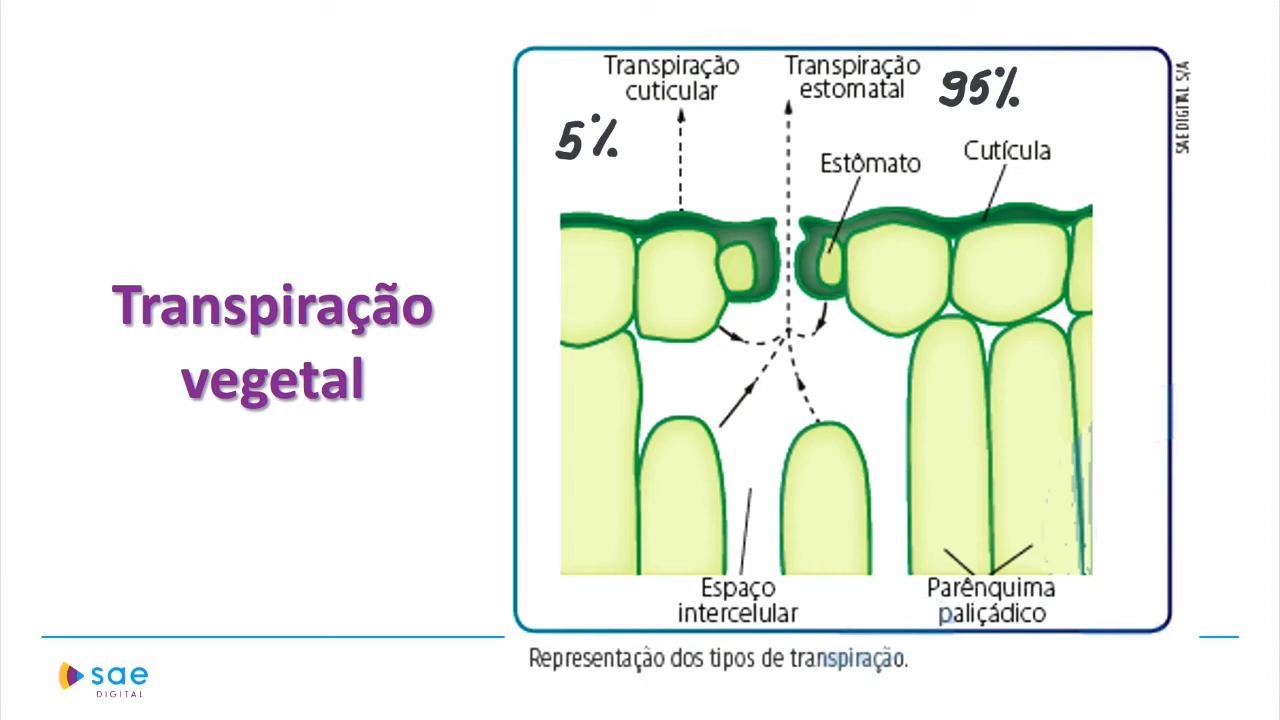 Transpiração
vegetal
Transpiração
cuticular
Transpiração
estomatal
95%
5%
Estômato
Cutícula
SAE DIGITAL S/A
Espaço
intercelular
Parênquima
paliçádico
Representação dos tipos de transpiração.
sae
DIGITAL